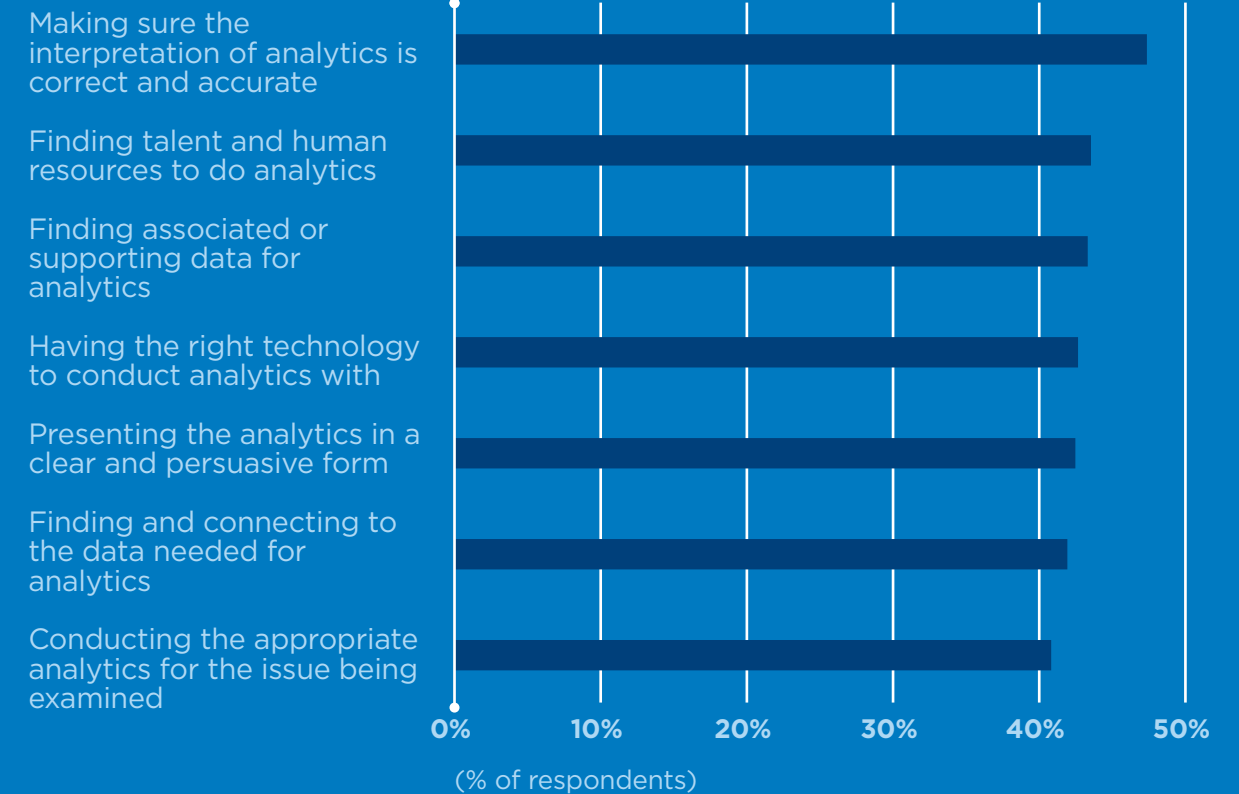 Making sure the
interpretation of analytics is
correct and accurate
Finding talent and human
resources to do analytics
Finding associated or
supporting data for
analytics
Having the right technology
to conduct analytics with
Presenting the analytics in a
clear and persuasive form
Finding and connecting to
the data needed for
analytics
Conducting the appropriate
analytics for the issue being
examined
0% 10% 20% 30% 40% 50%
(% of respondents)